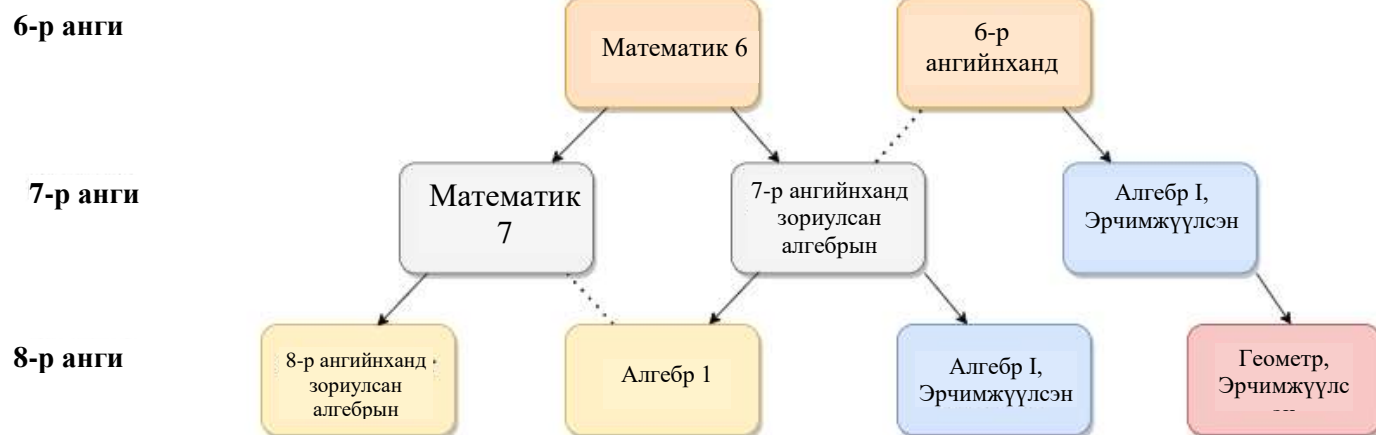 6-р анги
Математик 6
6-р
ангийнханд
7-р анги
Математик
7
7-р ангийнханд
зориулсан
алгебрын
Алгебр I,
Эрчимжүүлсэн
8-р анги
8-р ангийнханд
зориулсан
алгебрын
Алгебр 1
Алгебр I,
Эрчимжүүлсэн
Геометр,
Эрчимжүүлс